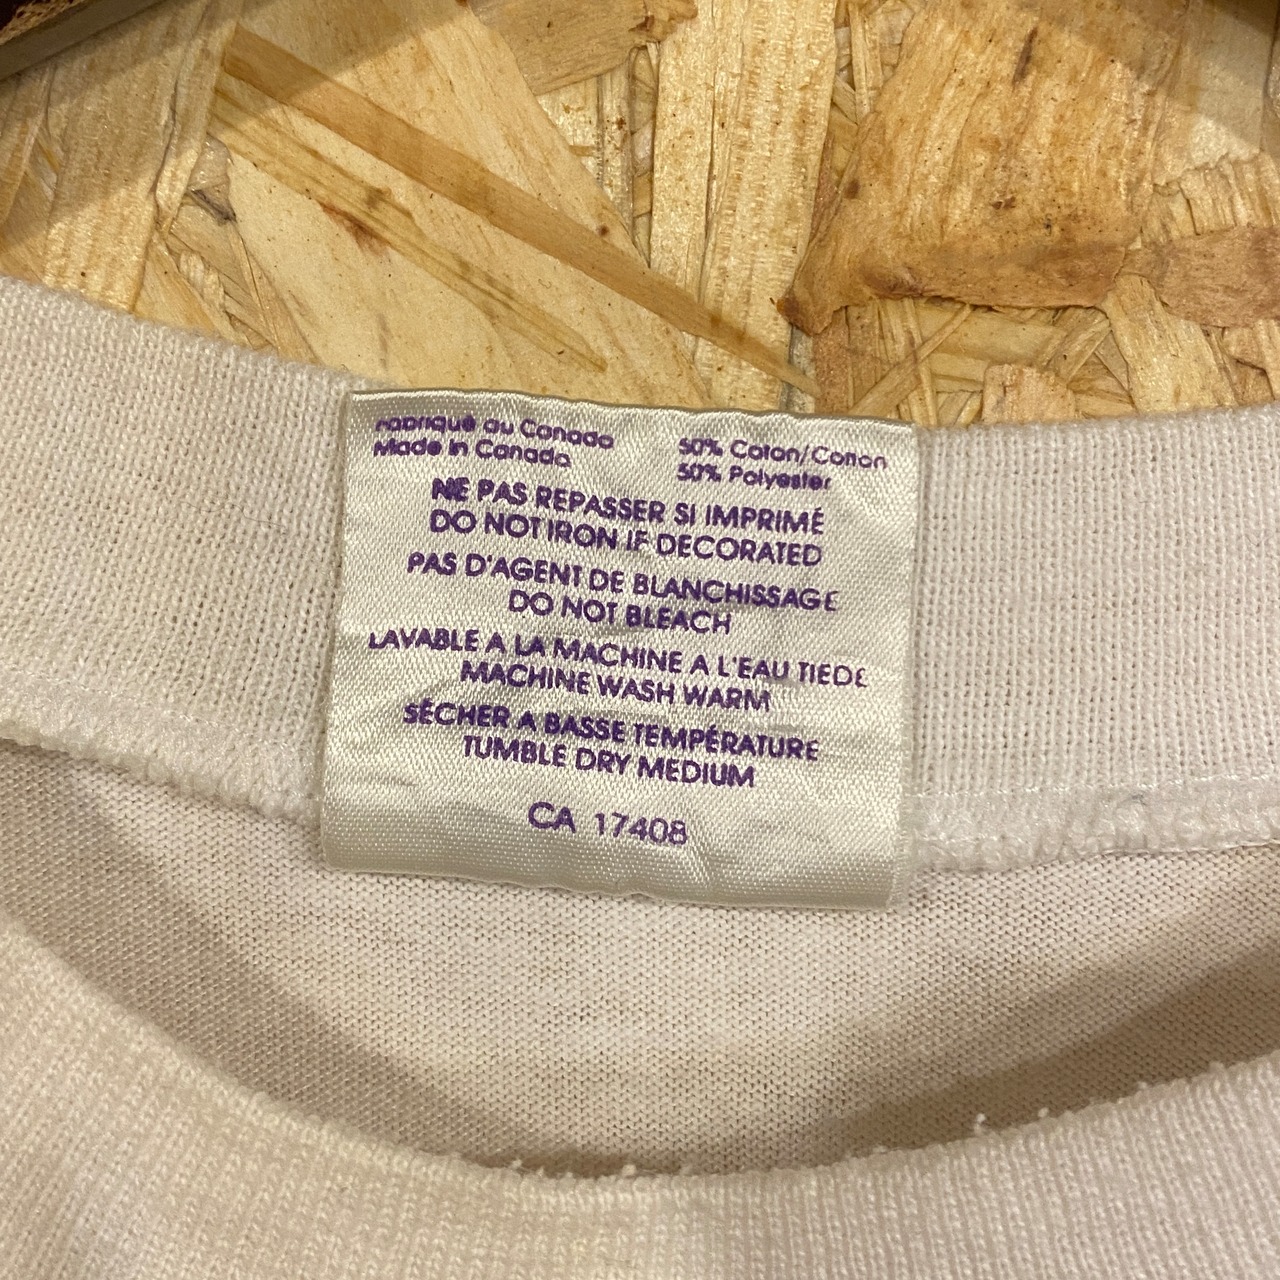 Fabriqué au Canada
Made in Canada
50% Coton/Cotton
50% Polyester
NE PAS REPASSER SI IMPRIMÉ
DO NOT IRON IF DECORATED
PAS D'AGENT DE BLANCHISSAGE
DO NOT BLEACH
LAVABLE A LA MACHINE A L'EAU TIEDE
MACHINE WASH WARM
SÉCHER A BASSE TEMPÉRATURE
TUMBLE DRY MEDIUM
CA 17408